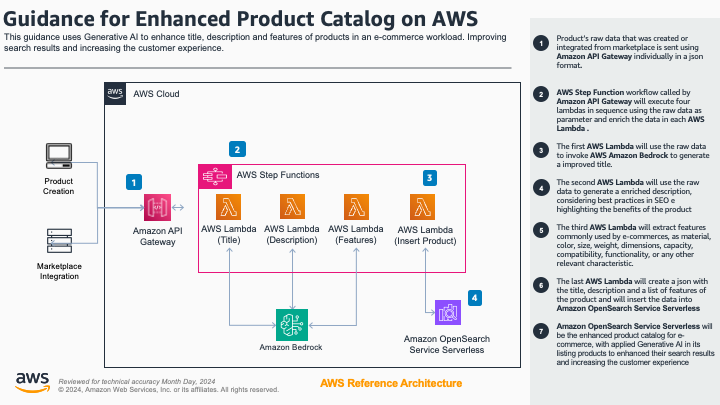 Guidance for Enhanced Product Catalog on AWS
This guidance uses Generative AI to enhance title, description and features of products in an e-commerce workload. Improving
search results and increasing the customer experience.
aws
AWS Cloud
2
AWS Step Functions
3
1
Product
Creation
Amazon API
Gateway
AWS Lambda
(Title)
AWS Lambda
(Description)
AWS Lambda
(Features)
AWS Lambda
(Insert Product)
Marketplace
Integration
4
Amazon Bedrock
Amazon OpenSearch
Service Serverless
aws
Reviewed for technical accuracy Month Day, 2024
© 2024, Amazon Web Services, Inc. or its affiliates. All rights reserved.
AWS Reference Architecture
1
Product's raw data that was created or
integrated from marketplace is sent using
Amazon API Gateway individually in a json
format.
2
AWS Step Function workflow called by
Amazon API Gateway will execute four
lambdas in sequence using the raw data as
parameter and enrich the data in each AWS
Lambda .
3
The first AWS Lambda will use the raw data
to invoke AWS Amazon Bedrock to generate
a improved title.
4
The second AWS Lambda will use the raw
data to generate a enriched description,
considering best practices in SEO e
highlighting the benefits of the product
5
The third AWS Lambda will extract features
commonly used by e-commerces, as material,
color, size, weight, dimensions, capacity,
compatibility, functionality, or any other
relevant characteristic.
6
The last AWS Lambda will create a json with
the title, description and a list of features of
the product and will insert the data into
Amazon OpenSearch Service Serverless
7
Amazon OpenSearch Service Serverless will
be the enhanced product catalog for e-
commerce, with applied Generative AI in its
listing products to enhanced their search results
and increasing the customer experience